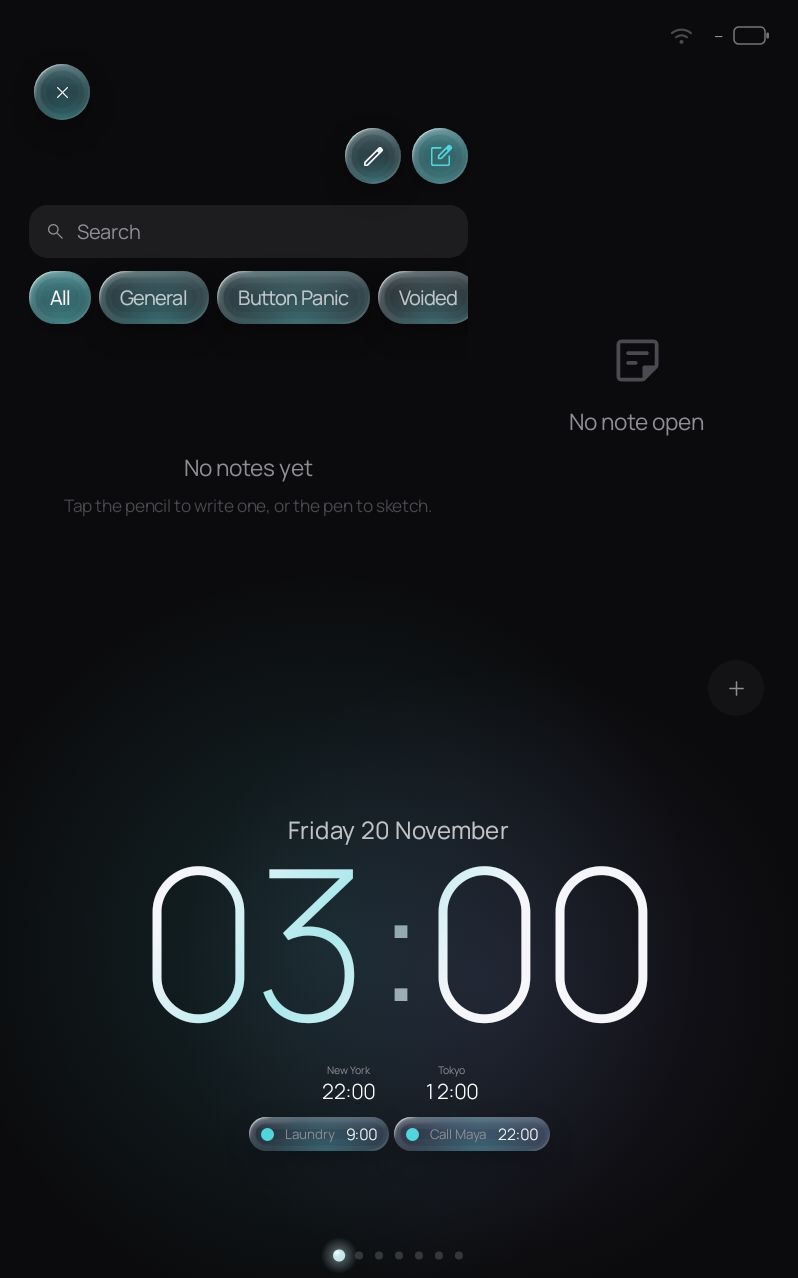 –
Search
All General Button Panic Voided
No note open
No notes yet
Tap the pencil to write one, or the pen to sketch.
Friday 20 November
03:00
New York Tokyo
22:00 12:00
Laundry 9:00 Call Maya 22:00